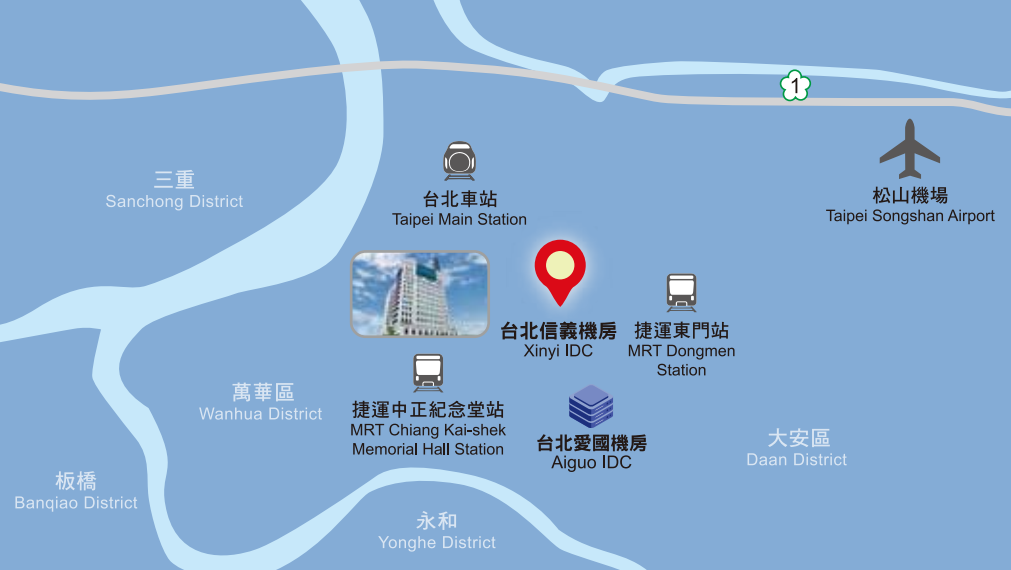 1
三重
Sanchong District
台北車站
Taipei Main Station
松山機場
Taipei Songshan Airport
台北信義機房
Xinyi IDC
捷運東門站
MRT Dongmen
Station
萬華區
Wanhua District
捷運中正紀念堂站
MRT Chiang Kai-shek
Memorial Hall Station
台北愛國機房
Aiguo IDC
大安區
Daan District
板橋
Banqiao District
永和
Yonghe District